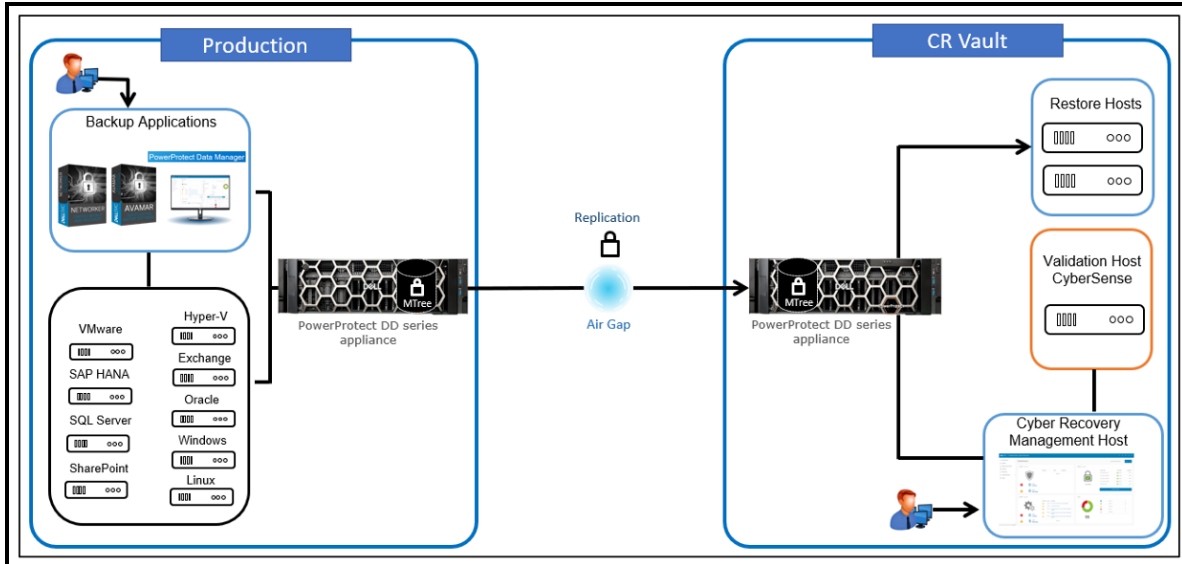 Production
CR Vault
Backup Applications
PowerProtect Data Manager
NETWORKER
AVAMAR
Restore Hosts
Replication
Validation Host
CyberSense
DELL
MTree
DELL
MTree
Air Gap
PowerProtect DD series
appliance
PowerProtect DD series
appliance
VMware
Hyper-V
SAP HANA
Exchange
SQL Server
Oracle
SharePoint
Windows
Linux
Cyber Recovery
Management Host